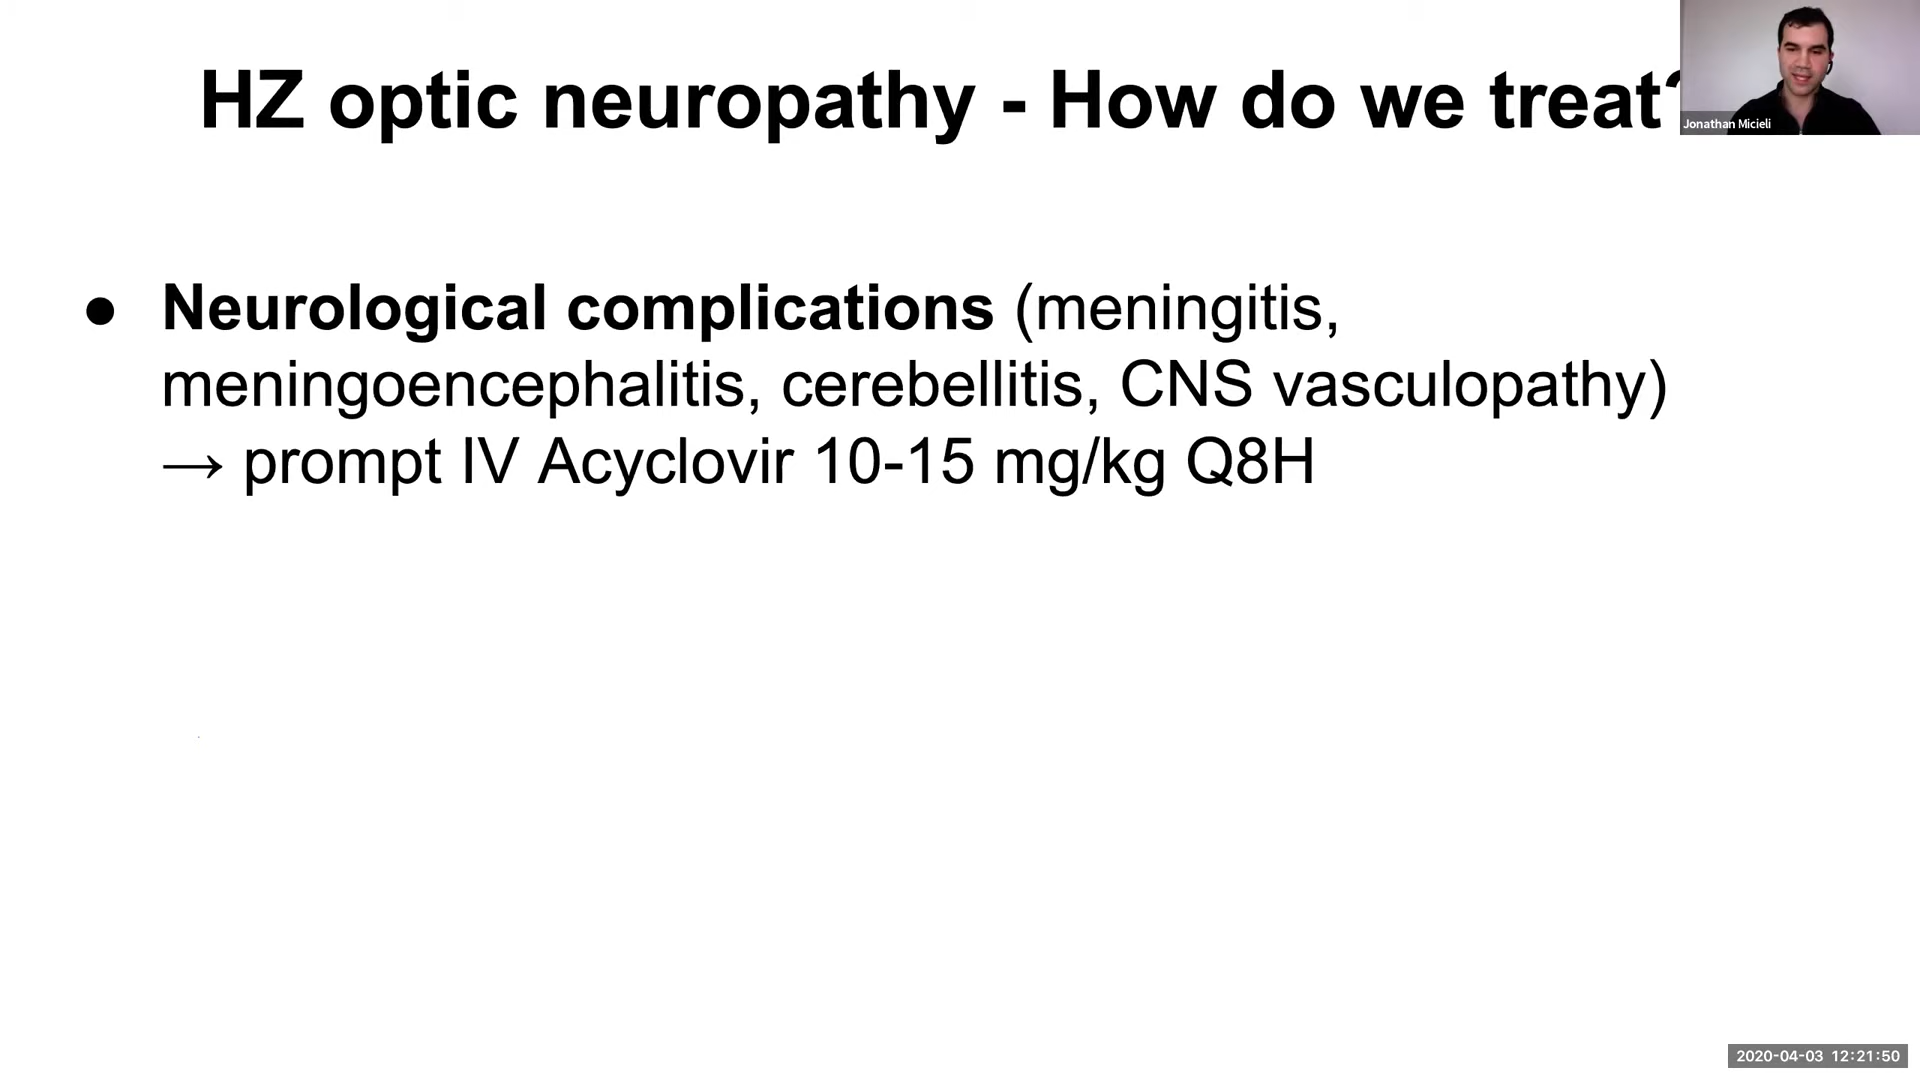 HZ optic neuropathy - How do we treat?
Jonathan Micieli
● Neurological complications (meningitis,
meningoencephalitis, cerebellitis, CNS vasculopathy)
→ prompt IV Acyclovir 10-15 mg/kg Q8H
2020-04-03 12:21:50